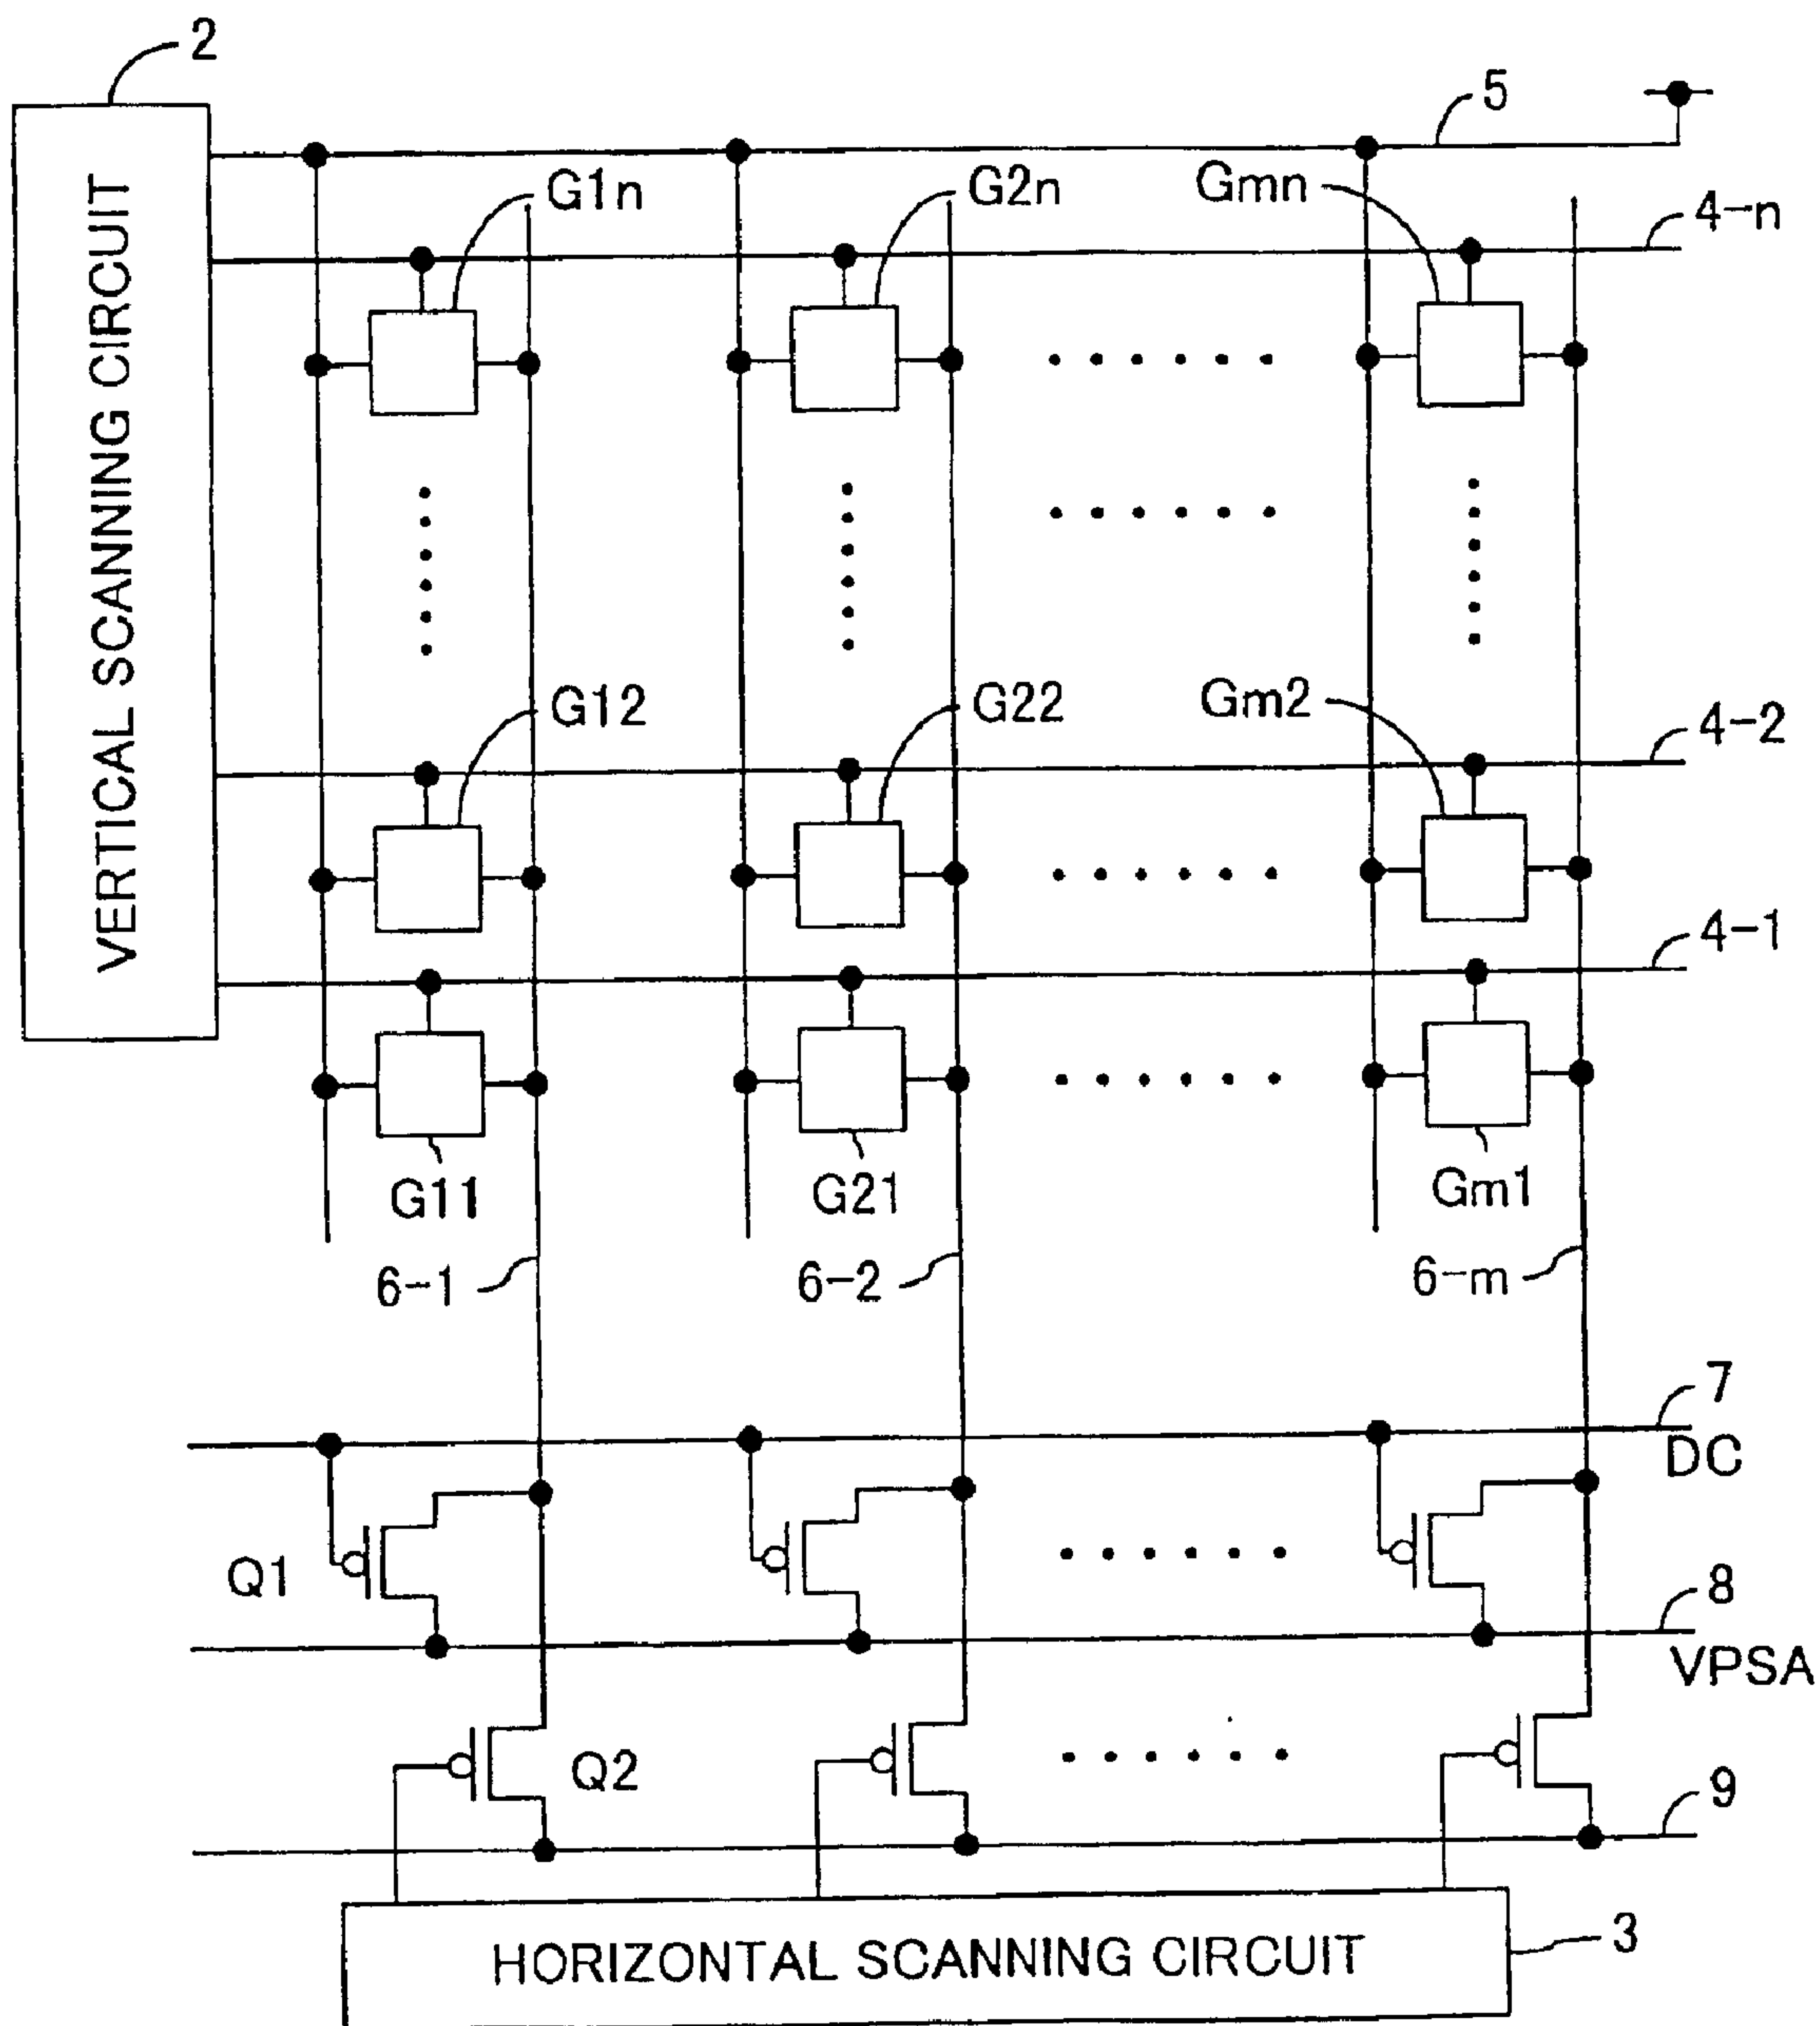 2
5
G1n
G2n
Gmn
4-n
VERTICAL SCANNING CIRCUIT
G12
G22
Gm2
4-2
4-1
G11
G21
Gm1
6-1
6-2
6-m
7
DC
Q1
8
VPSA
Q2
9
HORIZONTAL SCANNING CIRCUIT
3